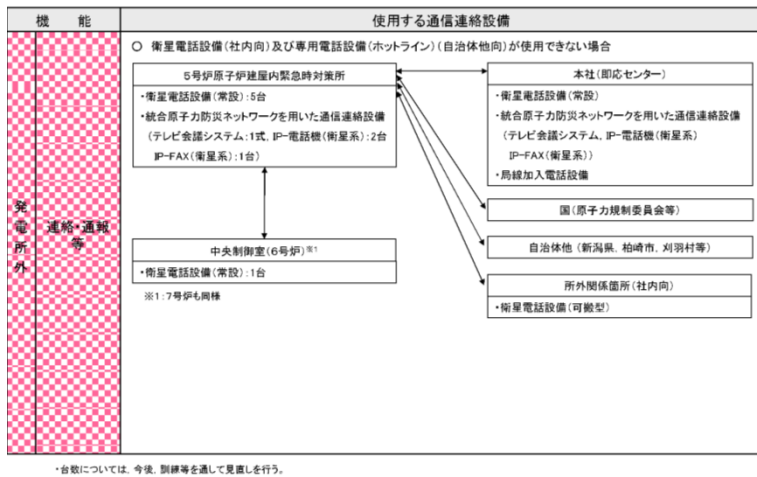 機　能
使用する通信連絡設備
発電所外
連絡・通報等
○ 衛星電話設備(社内向)及び専用電話設備(ホットライン)(自治体他向)が使用できない場合
5号炉原子炉建屋内緊急時対策所
・衛星電話設備(常設):5台
・統合原子力防災ネットワークを用いた通信連絡設備
(テレビ会議システム:1式, IP-電話機(衛星系):2台
IP-FAX(衛星系):1台)
中央制御室(6号炉)※1
・衛星電話設備(常設):1台
※1:7号炉も同様
本社(即応センター)
・衛星電話設備(常設)
・統合原子力防災ネットワークを用いた通信連絡設備
(テレビ会議システム, IP-電話機(衛星系)
IP-FAX(衛星系))
・局線加入電話設備
国(原子力規制委員会等)
自治体他 (新潟県, 柏崎市, 刈羽村等)
所外関係箇所(社内向)
・衛星電話設備(可搬型)
・台数については, 今後, 訓練等を通して見直しを行う。